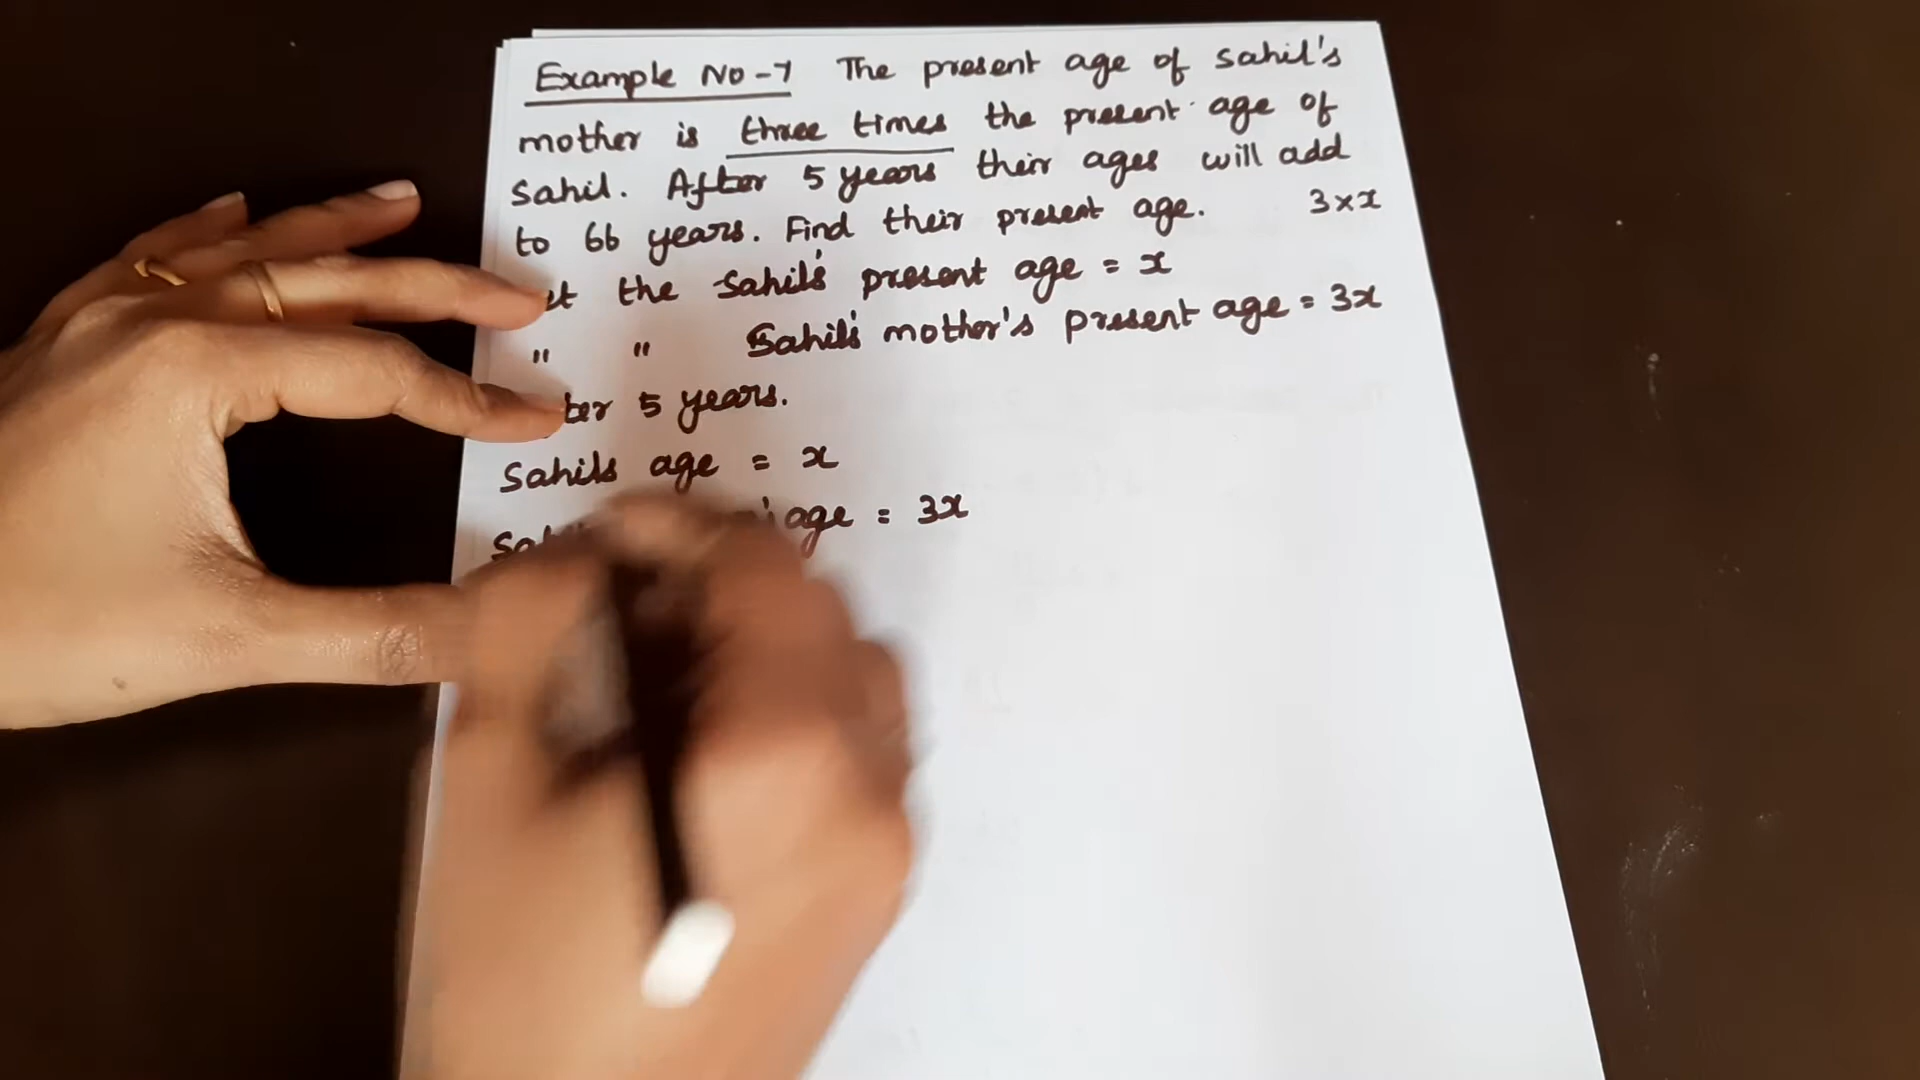 Example No-7 The present age of Sahil's
mother is three times the present age of
Sahil. After 5 years their ages will add
to 66 years. Find their present age. 3×x
the Sahil's present age = x
" " Sahil's mother's present age = 3x
5 years.
Sahils age = x
age = 3x